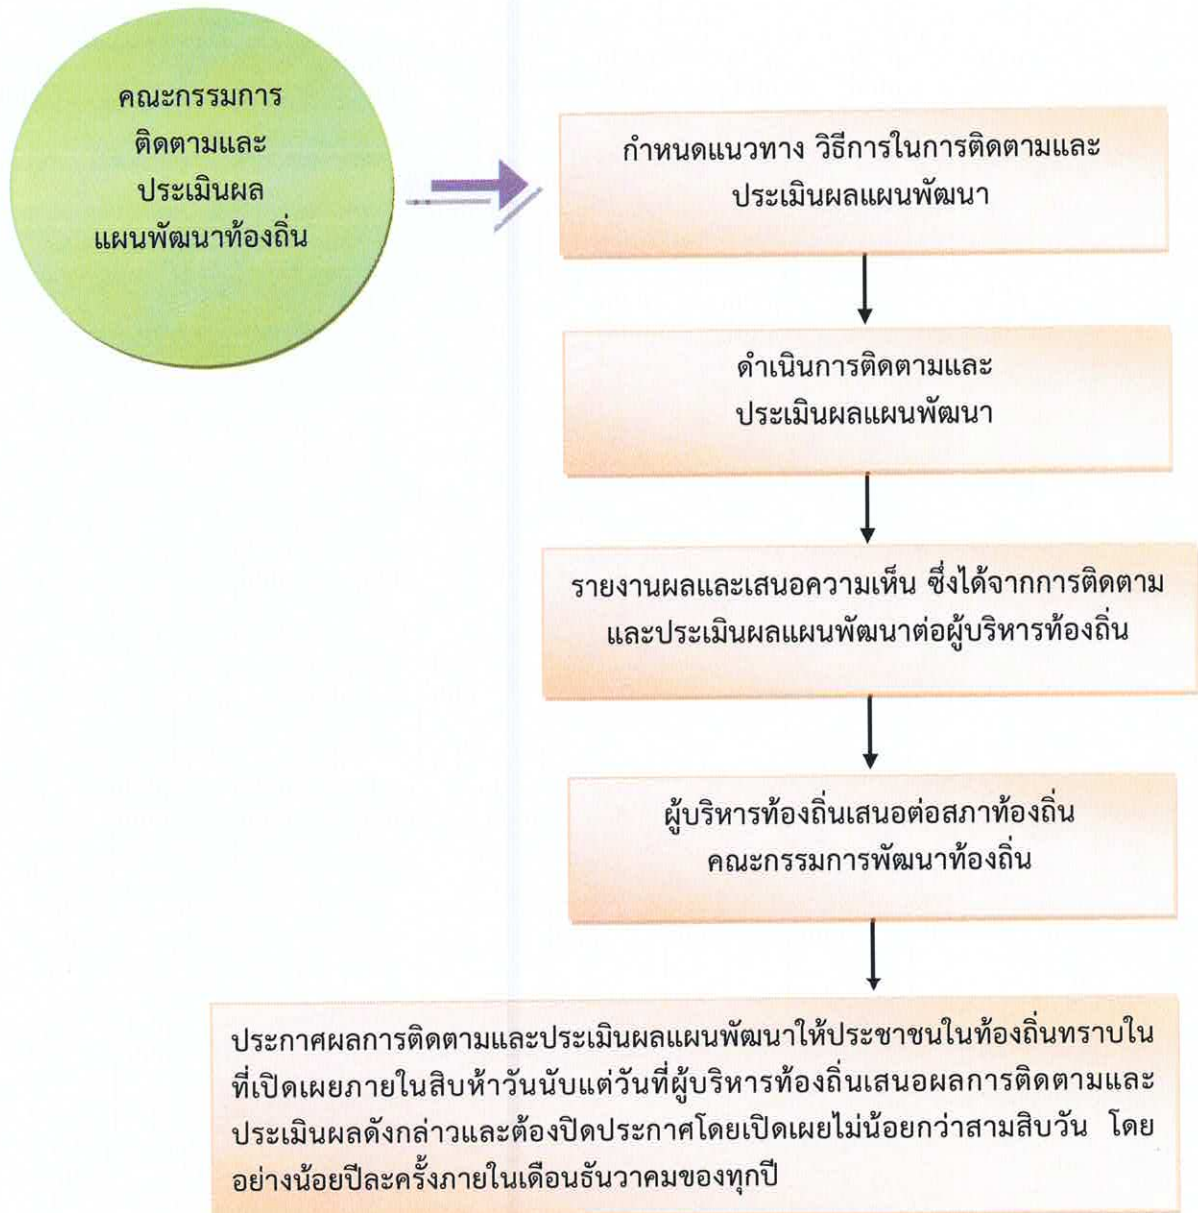 คณะกรรมการ
ติดตามและ
ประเมินผล
แผนพัฒนาท้องถิ่น
กำหนดแนวทาง วิธีการในการติดตามและ
ประเมินผลแผนพัฒนา
ดำเนินการติดตามและ
ประเมินผลแผนพัฒนา
รายงานผลและเสนอความเห็น ซึ่งได้จากการติดตาม
และประเมินผลแผนพัฒนาต่อผู้บริหารท้องถิ่น
ผู้บริหารท้องถิ่นเสนอต่อสภาท้องถิ่น
คณะกรรมการพัฒนาท้องถิ่น
ประกาศผลการติดตามและประเมินผลแผนพัฒนาให้ประชาชนในท้องถิ่นทราบใน
ที่เปิดเผยภายในสิบห้าวันนับแต่วันที่ผู้บริหารท้องถิ่นเสนอผลการติดตามและ
ประเมินผลดังกล่าวและต้องปิดประกาศโดยเปิดเผยไม่น้อยกว่าสามสิบวัน โดย
อย่างน้อยปีละครั้งภายในเดือนธันวาคมของทุกปี